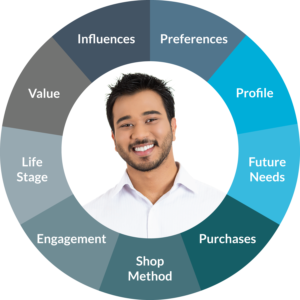 Influences
Preferences
Profile
Future
Needs
Purchases
Shop
Method
Engagement
Life
Stage
Value